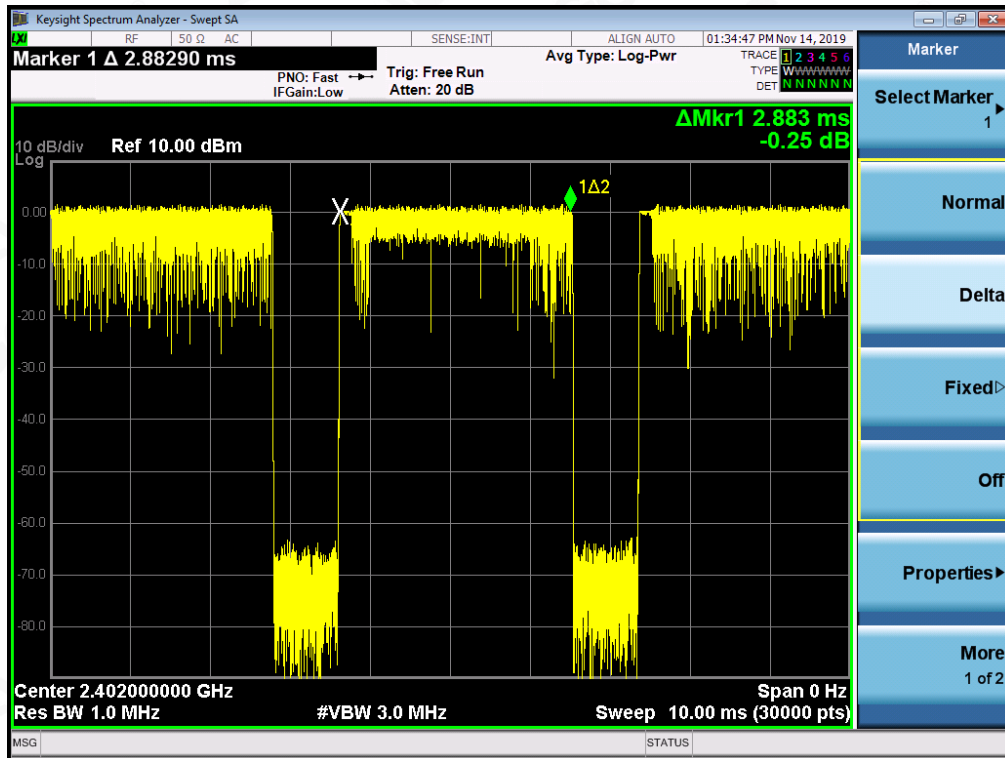 Keysight Spectrum Analyzer - Swept SA
LXI RF 50 Ω AC SENSE:INT ALIGN AUTO 01:34:47 PM Nov 14, 2019
Marker 1 Δ 2.88290 ms
PNO: Fast
IFGain:Low
Trig: Free Run
Atten: 20 dB
Avg Type: Log-Pwr
TRACE 1 2 3 4 5 6
TYPE WWWWWW
DET N N N N N N
ΔMkr1 2.883 ms
-0.25 dB
10 dB/div Ref 10.00 dBm
Log
1Δ2
0.00
-10.0
-20.0
-30.0
-40.0
-50.0
-60.0
-70.0
-80.0
Center 2.402000000 GHz Span 0 Hz
Res BW 1.0 MHz #VBW 3.0 MHz Sweep 10.00 ms (30000 pts)
MSG STATUS
Marker
Select Marker
1
Normal
Delta
Fixed
Off
Properties
More
1 of 2